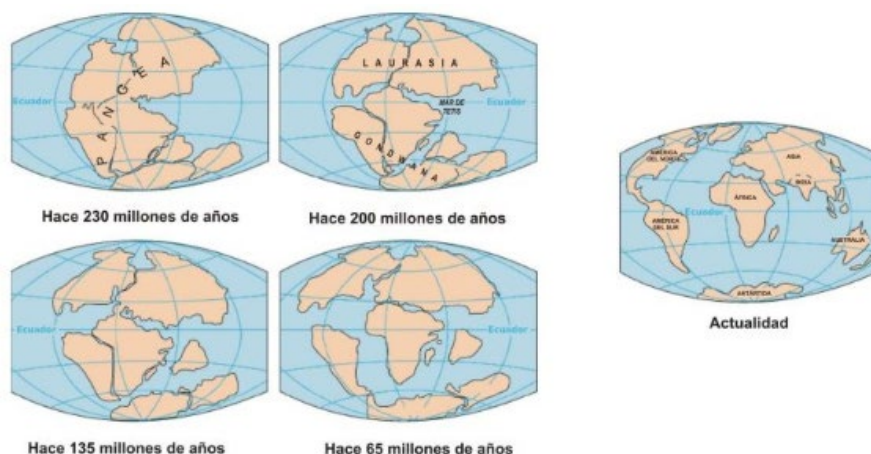 Ecuador
PANGEA
Hace 230 millones de años
LAURASIA
Ecuador
MAR DE
TETIS
GONDWANA
Hace 200 millones de años
Ecuador
Hace 135 millones de años
Ecuador
Hace 65 millones de años
AMÉRICA
DEL NORTE
ASIA
INDIA
ÁFRICA
Ecuador
AMÉRICA
DEL SUR
AUSTRALIA
ANTÁRTIDA
Actualidad